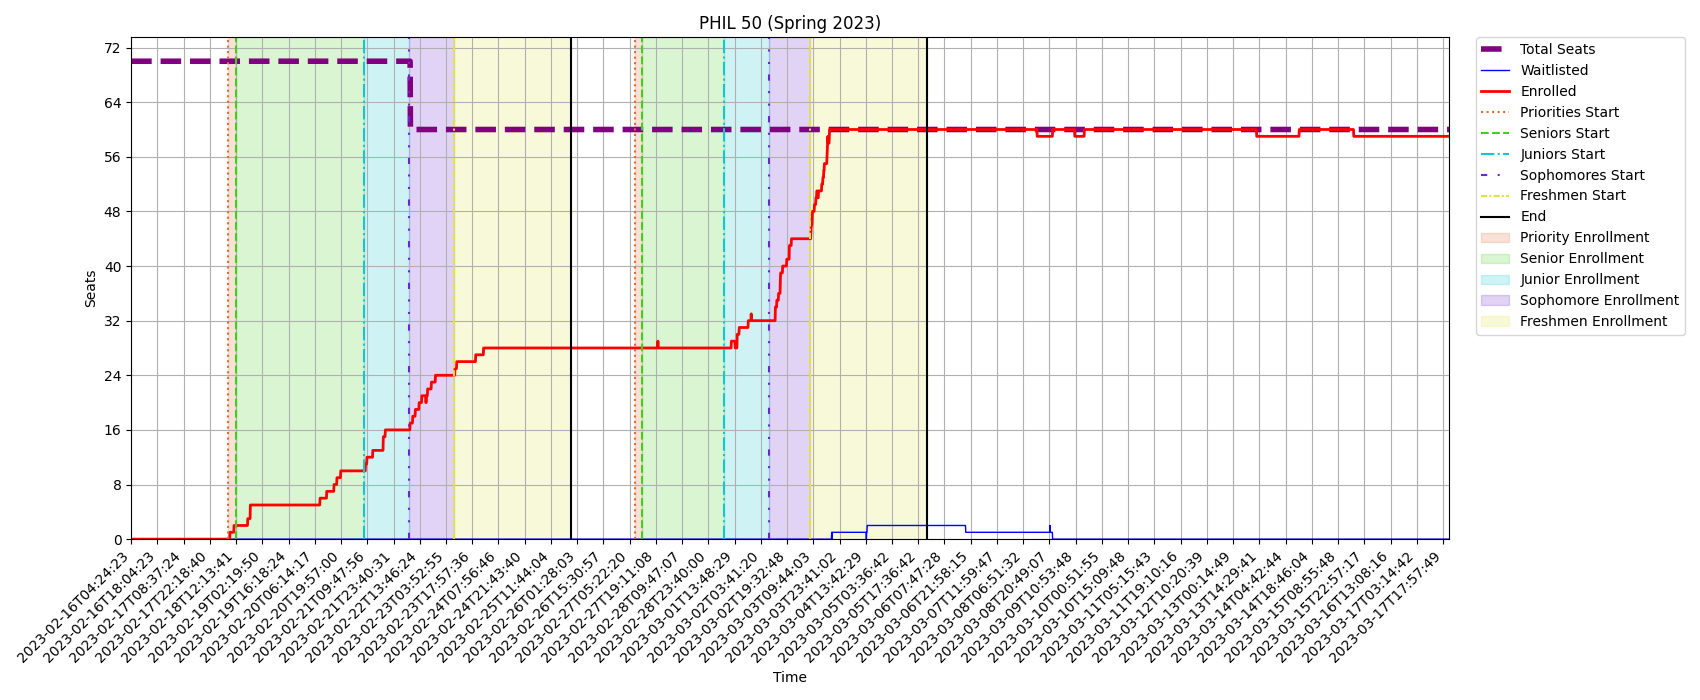 PHIL 50 (Spring 2023)
72
64
56
48
40
32
24
16
8
0
Seats
2023-02-16T04:24:23
2023-02-16T18:04:23
2023-02-17T08:37:24
2023-02-17T22:18:40
2023-02-18T12:13:41
2023-02-19T02:19:50
2023-02-19T16:18:24
2023-02-20T06:14:17
2023-02-20T19:57:00
2023-02-21T09:47:56
2023-02-21T23:40:31
2023-02-22T13:46:24
2023-02-23T03:52:55
2023-02-23T17:57:36
2023-02-24T07:56:46
2023-02-24T21:43:40
2023-02-25T11:44:04
2023-02-26T01:28:03
2023-02-26T15:30:57
2023-02-27T05:22:20
2023-02-27T19:11:08
2023-02-28T09:47:07
2023-02-28T23:40:00
2023-03-01T13:48:29
2023-03-02T03:41:20
2023-03-02T19:32:48
2023-03-03T09:44:03
2023-03-03T23:41:02
2023-03-04T13:42:29
2023-03-05T03:36:42
2023-03-05T17:36:42
2023-03-06T07:47:28
2023-03-06T21:58:15
2023-03-07T11:59:47
2023-03-08T06:51:32
2023-03-08T20:49:07
2023-03-09T10:53:48
2023-03-10T00:51:55
2023-03-10T15:09:48
2023-03-11T05:15:43
2023-03-11T19:10:16
2023-03-12T10:20:39
2023-03-13T00:14:49
2023-03-13T14:29:41
2023-03-14T04:42:44
2023-03-14T18:46:04
2023-03-15T08:55:48
2023-03-15T22:57:17
2023-03-16T13:08:16
2023-03-17T03:14:42
2023-03-17T17:57:49
Time
Total Seats
Waitlisted
Enrolled
Priorities Start
Seniors Start
Juniors Start
Sophomores Start
Freshmen Start
End
Priority Enrollment
Senior Enrollment
Junior Enrollment
Sophomore Enrollment
Freshmen Enrollment